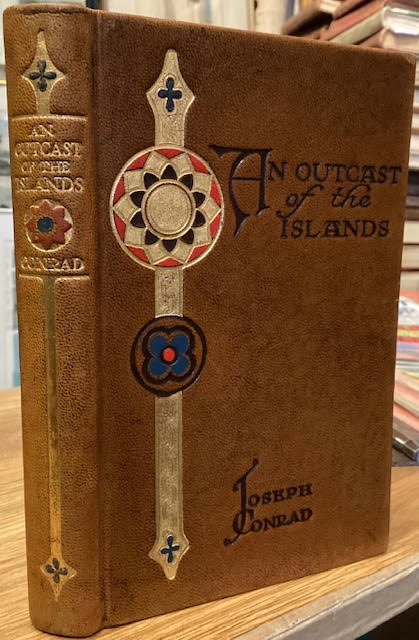 AN
OUTCAST
OF THE
ISLANDS
CONRAD
AN OUTCAST
of the
ISLANDS
JOSEPH
CONRAD